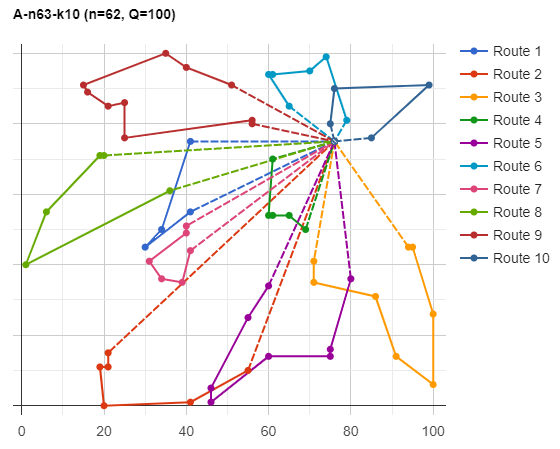 A-n63-k10 (n=62, Q=100)
Route 1
Route 2
Route 3
Route 4
Route 5
Route 6
Route 7
Route 8
Route 9
Route 10
0 20 40 60 80 100